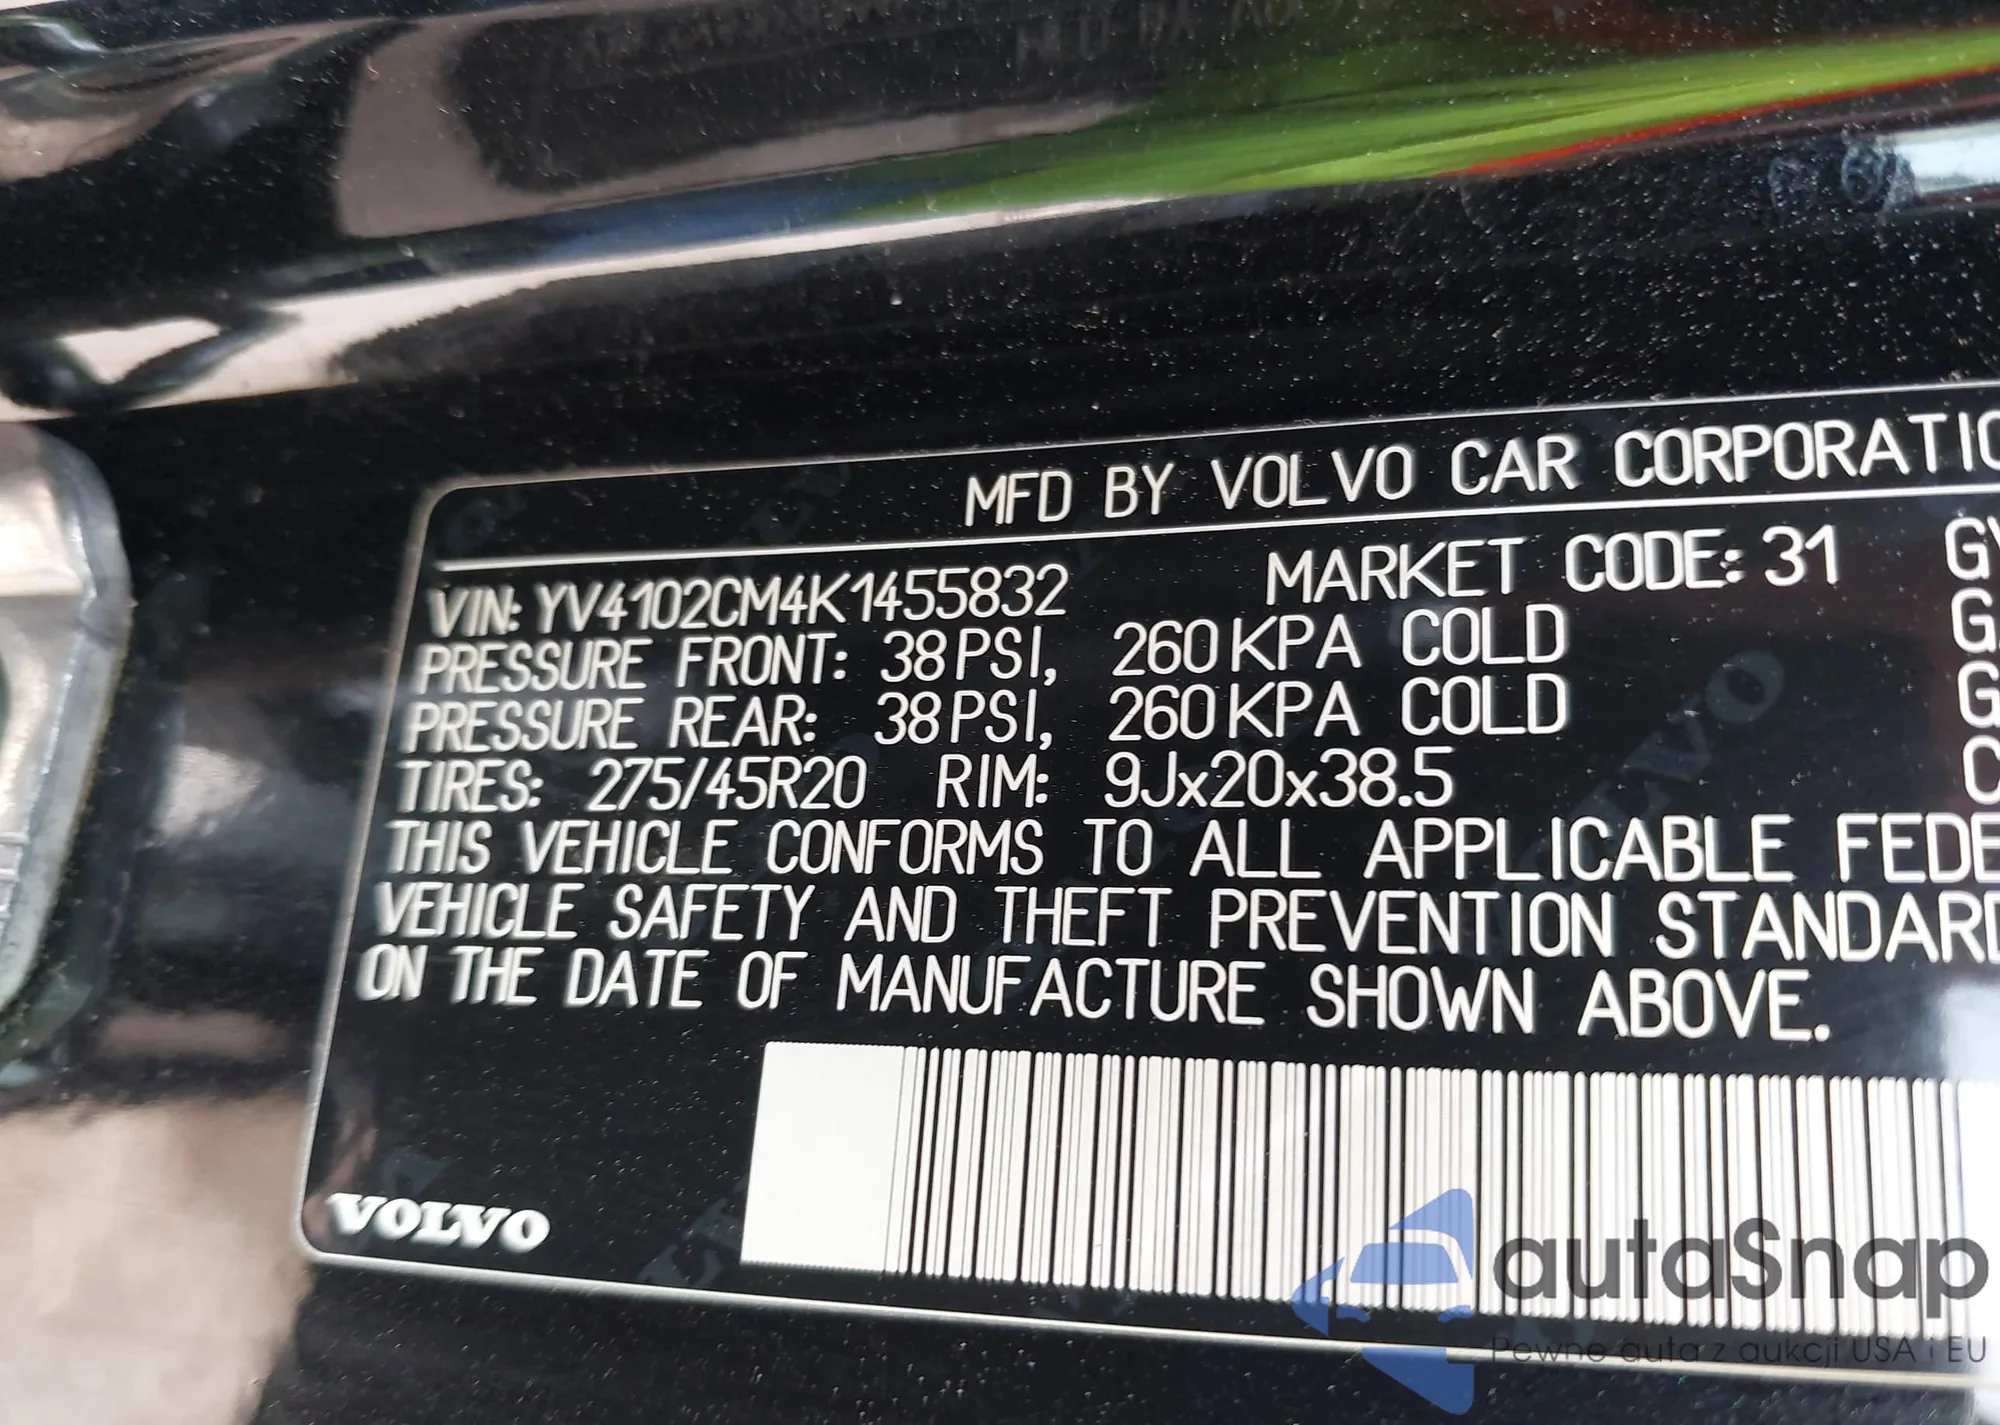 MFD BY VOLVO CAR CORPORATIO
VIN: YV4102CM4K1455832 MARKET CODE: 31 GV
PRESSURE FRONT: 38 PSI, 260 KPA COLD G
PRESSURE REAR: 38 PSI, 260 KPA COLD G
TIRES: 275/45R20 RIM: 9Jx20x38.5 C
THIS VEHICLE CONFORMS TO ALL APPLICABLE FEDE
VEHICLE SAFETY AND THEFT PREVENTION STANDARD
ON THE DATE OF MANUFACTURE SHOWN ABOVE.
VOLVO
autaSnap
Pewne auta z aukcji USA i EU